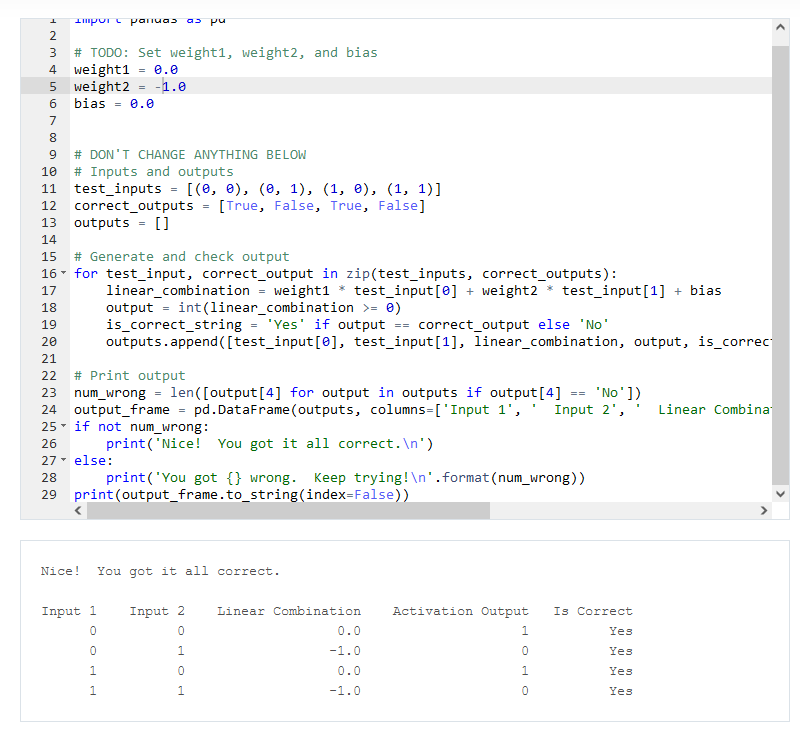 1 import pandas as pd
2
3 # TODO: Set weight1, weight2, and bias
4 weight1 = 0.0
5 weight2 = -1.0
6 bias = 0.0
7
8
9 # DON'T CHANGE ANYTHING BELOW
10 # Inputs and outputs
11 test_inputs = [(0, 0), (0, 1), (1, 0), (1, 1)]
12 correct_outputs = [True, False, True, False]
13 outputs = []
14
15 # Generate and check output
16 for test_input, correct_output in zip(test_inputs, correct_outputs):
17     linear_combination = weight1 * test_input[0] + weight2 * test_input[1] + bias
18     output = int(linear_combination >= 0)
19     is_correct_string = 'Yes' if output == correct_output else 'No'
20     outputs.append([test_input[0], test_input[1], linear_combination, output, is_correc
21
22 # Print output
23 num_wrong = len([output[4] for output in outputs if output[4] == 'No'])
24 output_frame = pd.DataFrame(outputs, columns=['Input 1', '  Input 2', '  Linear Combina
25 if not num_wrong:
26     print('Nice!  You got it all correct.\n')
27 else:
28     print('You got {} wrong.  Keep trying!\n'.format(num_wrong))
29 print(output_frame.to_string(index=False))
Nice!  You got it all correct.
Input 1    Input 2    Linear Combination    Activation Output   Is Correct
0          0                   0.0                    1          Yes
0          1                  -1.0                    0          Yes
1          0                   0.0                    1          Yes
1          1                  -1.0                    0          Yes